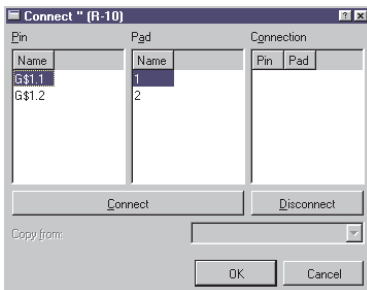 Connect '' (R-10)
Pin Pad Connection
Name Name Pin Pad
G$1.1 1
G$1.2 2
Connect Disconnect
Copy from:
OK Cancel